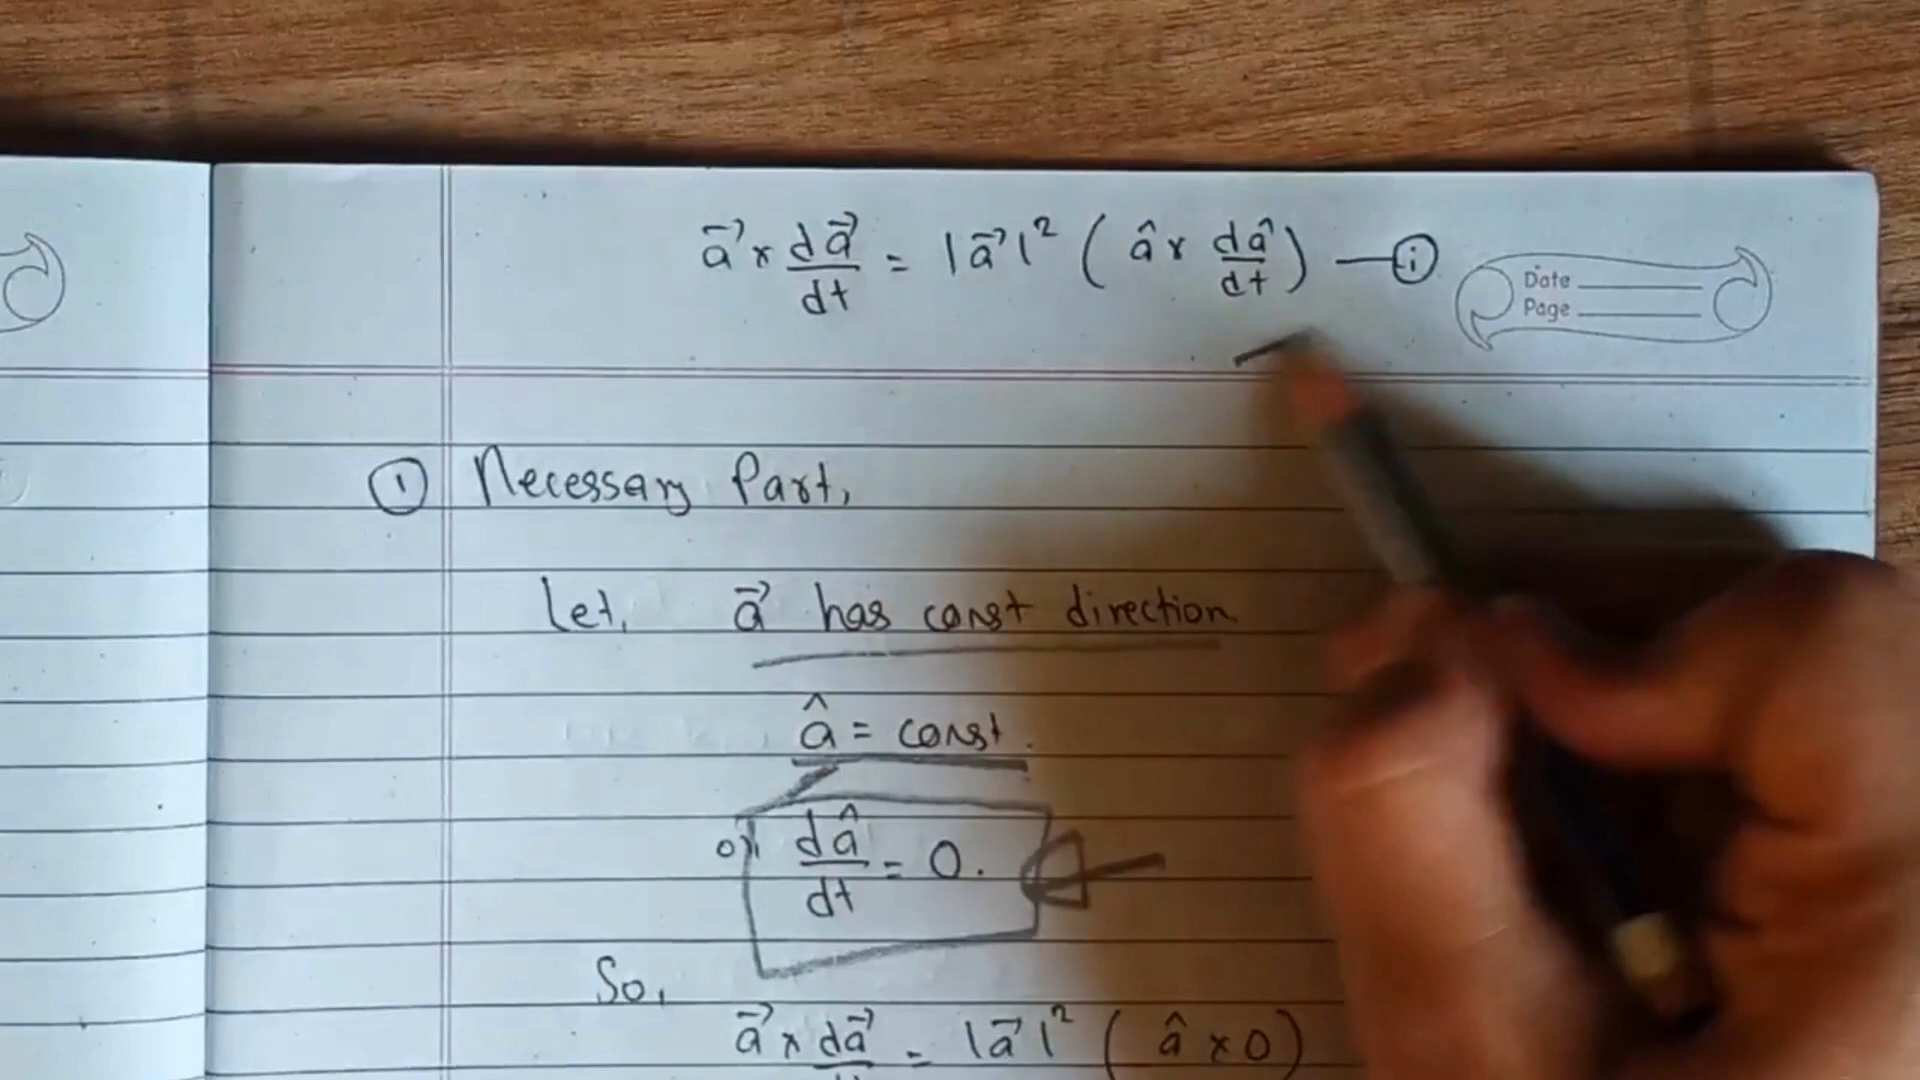 a⃗ × da⃗/dt = |a⃗|² ( â × dâ/dt ) — (i)
Date
Page
① Necessary Part,
Let, a⃗ has const direction
â = const.
or, dâ/dt = 0.
So,
a⃗ × da⃗ = |a⃗|² ( â × 0 )